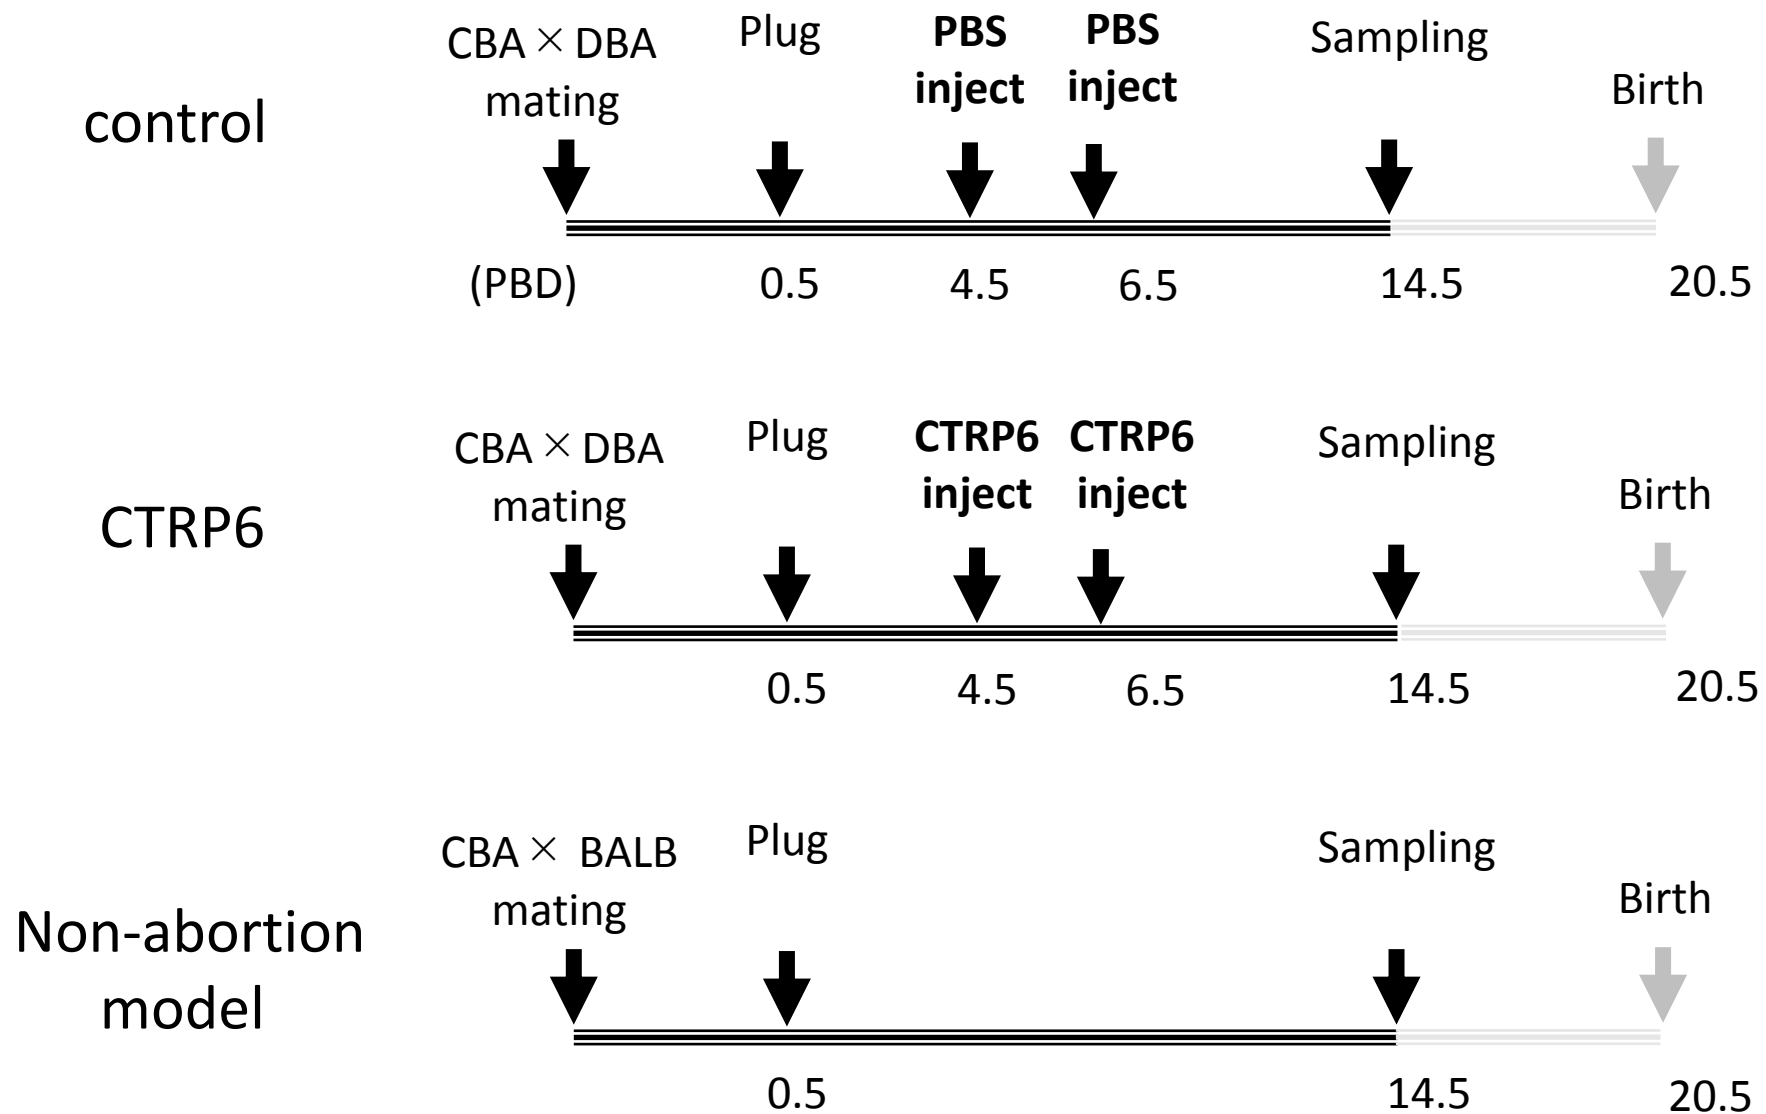 control
CBA × DBA
mating
Plug
PBS
inject
PBS
inject
Sampling
Birth
(PBD)
0.5
4.5
6.5
14.5
20.5
CTRP6
CBA × DBA
mating
Plug
CTRP6
inject
CTRP6
inject
Sampling
Birth
0.5
4.5
6.5
14.5
20.5
Non-abortion
model
CBA × BALB
mating
Plug
Sampling
Birth
0.5
14.5
20.5